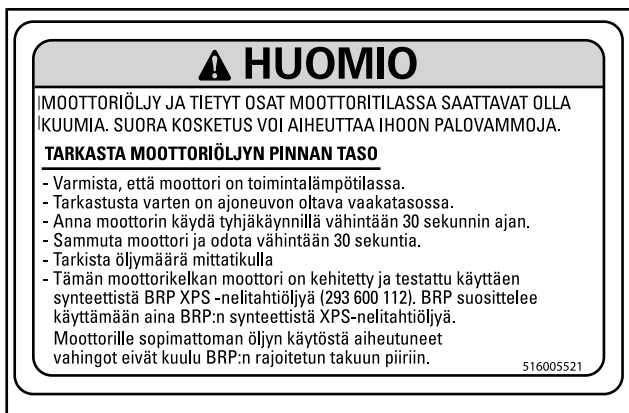 HUOMIO
MOOTTORIÖLJY JA TIETYT OSAT MOOTTORITILASSA SAATTAVAT OLLA
KUUMIA. SUORA KOSKETUS VOI AIHEUTTAA IHOON PALOVAMMOJA.
TARKASTA MOOTTORIÖLJYN PINNAN TASO
- Varmista, että moottori on toimintalämpötilassa.
- Tarkastusta varten on ajoneuvon oltava vaakatasossa.
- Anna moottorin käydä tyhjäkäynnillä vähintään 30 sekunnin ajan.
- Sammuta moottori ja odota vähintään 30 sekuntia.
- Tarkista öljymäärä mittatikulla
- Tämän moottorikelkan moottori on kehitetty ja testattu käyttäen
synteettistä BRP XPS -nelitahtiöljyä (293 600 112). BRP suosittelee
käyttämään aina BRP:n synteettistä XPS-nelitahtiöljyä.
Moottorille sopimattoman öljyn käytöstä aiheutuneet
vahingot eivät kuulu BRP:n rajoitetun takuun piiriin.
516005521